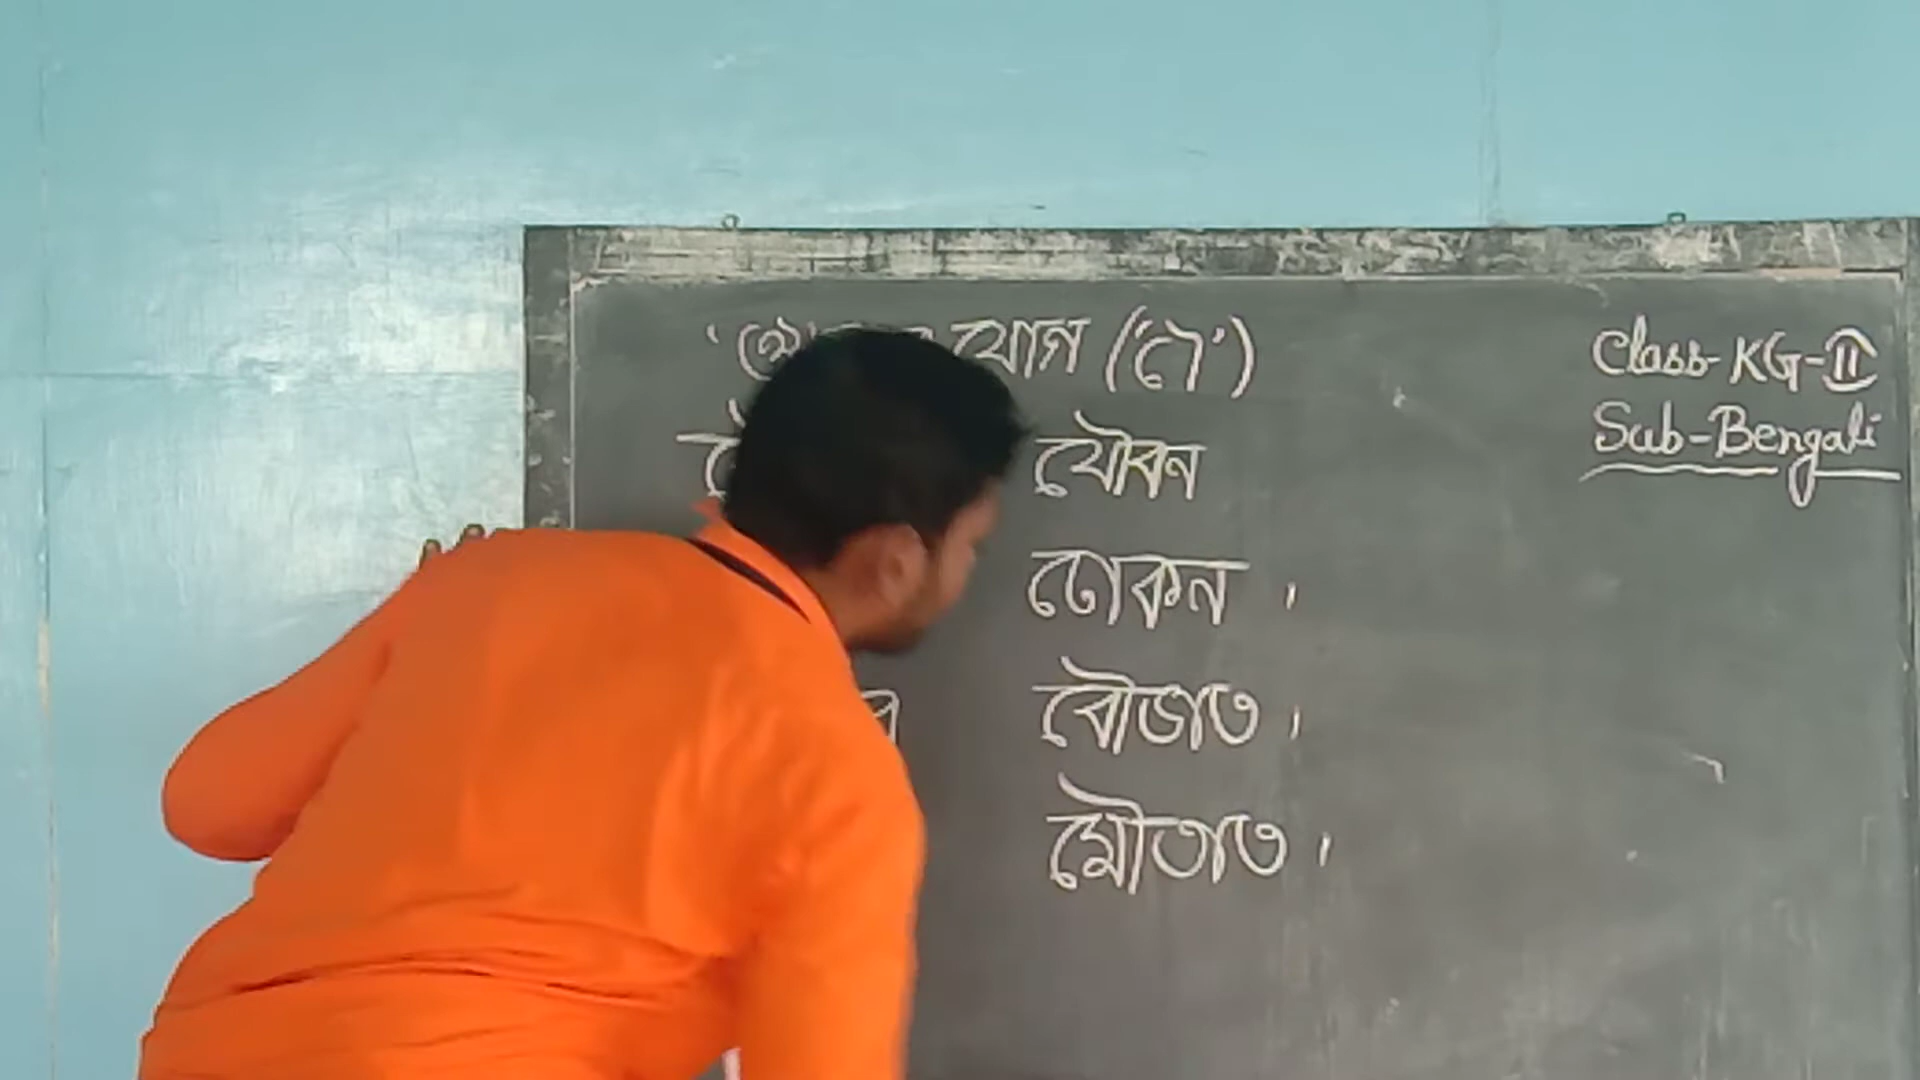 যোগ ('ৌ')
Class-KG-II
Sub-Bengali
যৌবন
ঢোকন ।
বৌভাত ।
মৌতাত ।